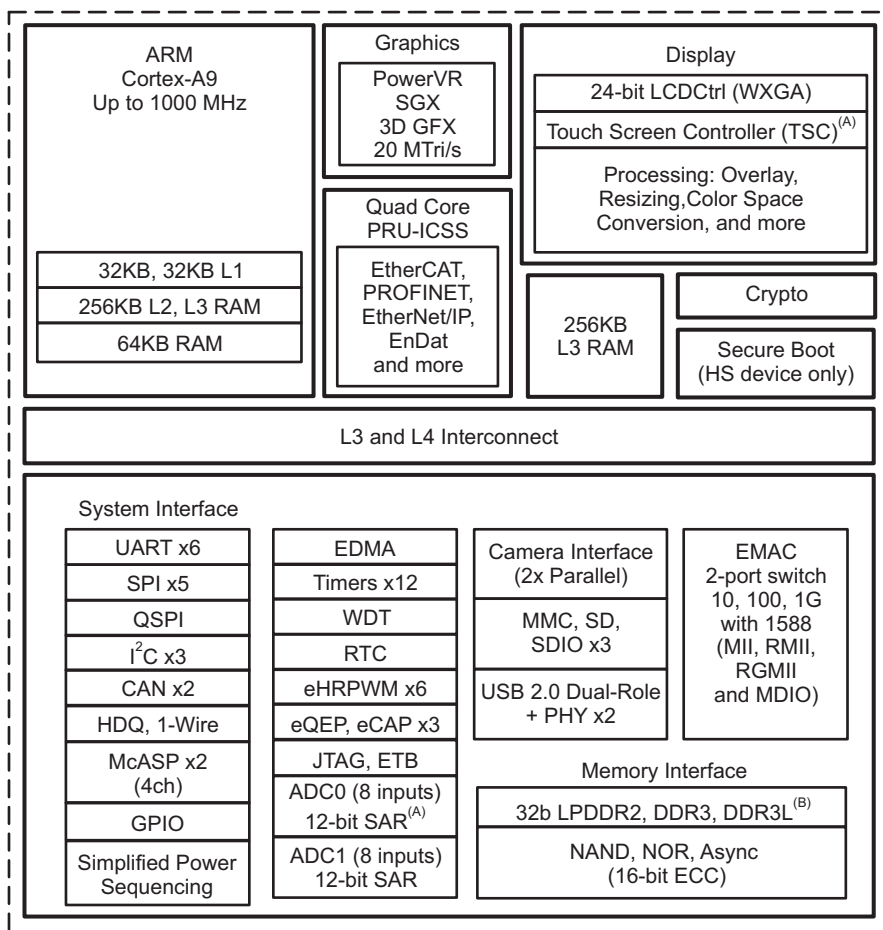 ARM
Cortex-A9
Up to 1000 MHz
32KB, 32KB L1
256KB L2, L3 RAM
64KB RAM
Graphics
PowerVR
SGX
3D GFX
20 MTri/s
Quad Core
PRU-ICSS
EtherCAT,
PROFINET,
EtherNet/IP,
EnDat
and more
Display
24-bit LCDCtrl (WXGA)
Touch Screen Controller (TSC)(A)
Processing: Overlay,
Resizing,Color Space
Conversion, and more
256KB
L3 RAM
Crypto
Secure Boot
(HS device only)
L3 and L4 Interconnect
System Interface
UART x6
SPI x5
QSPI
I2C x3
CAN x2
HDQ, 1-Wire
McASP x2
(4ch)
GPIO
Simplified Power
Sequencing
EDMA
Timers x12
WDT
RTC
eHRPWM x6
eQEP, eCAP x3
JTAG, ETB
ADC0 (8 inputs)
12-bit SAR(A)
ADC1 (8 inputs)
12-bit SAR
Camera Interface
(2x Parallel)
MMC, SD,
SDIO x3
USB 2.0 Dual-Role
+ PHY x2
EMAC
2-port switch
10, 100, 1G
with 1588
(MII, RMII,
RGMII
and MDIO)
Memory Interface
32b LPDDR2, DDR3, DDR3L(B)
NAND, NOR, Async
(16-bit ECC)